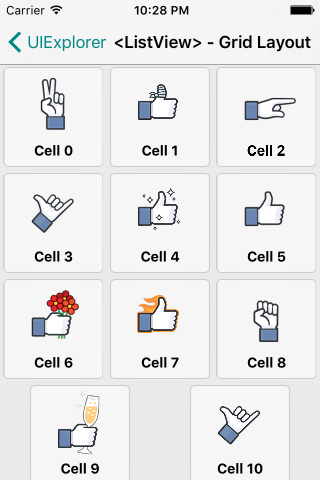 Carrier 10:28 PM
UIExplorer <ListView> - Grid Layout
Cell 0 Cell 1 Cell 2
Cell 3 Cell 4 Cell 5
Cell 6 Cell 7 Cell 8
Cell 9 Cell 10